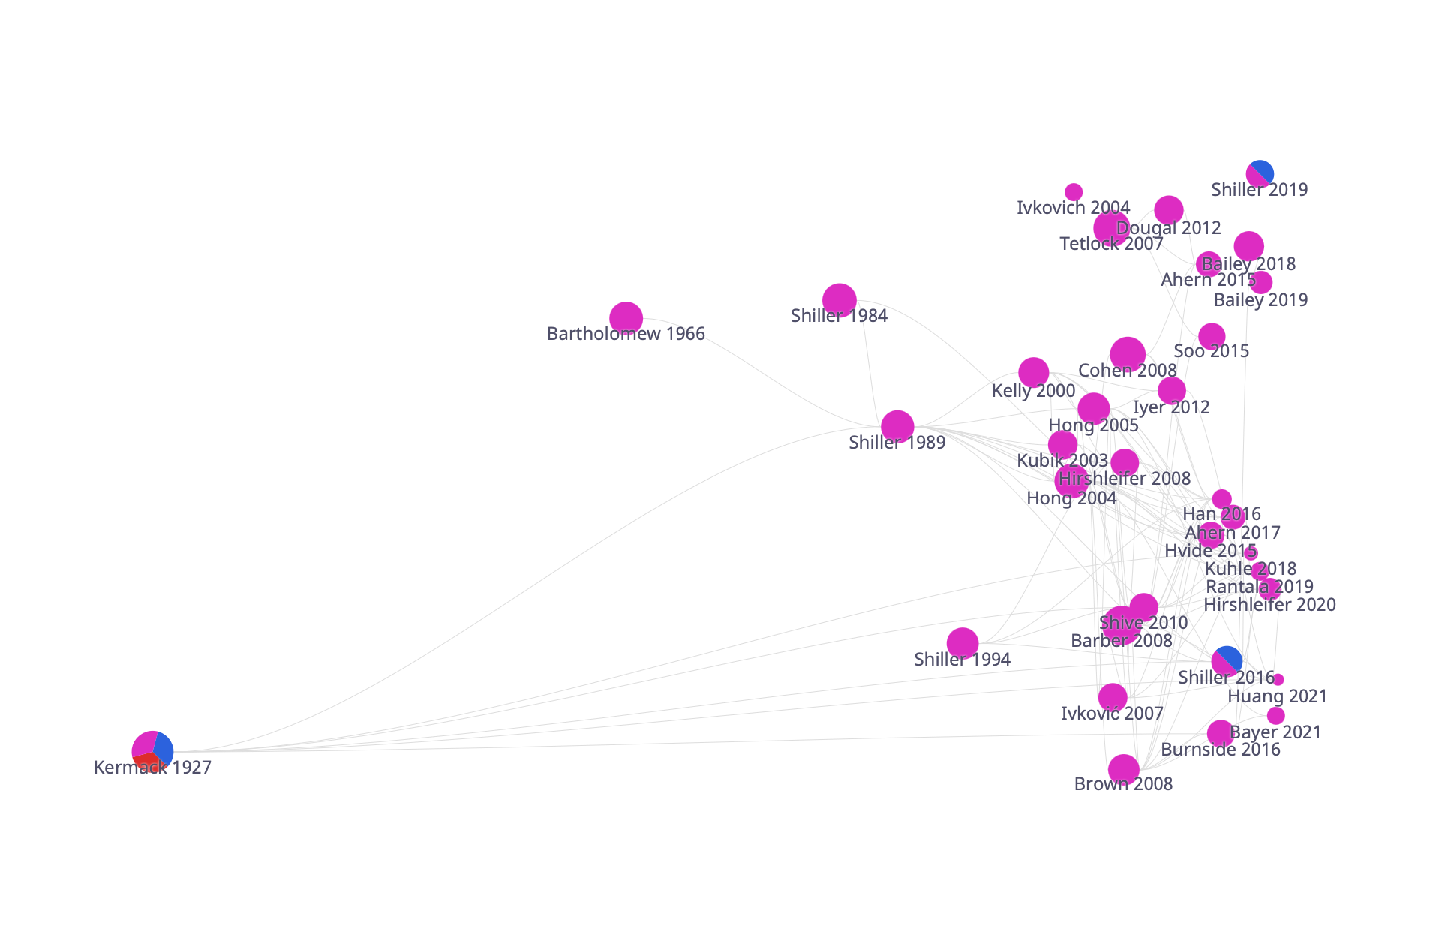 Shiller 2019
Ivkovich 2004
Dougal 2012
Tetlock 2007
Bailey 2018
Ahern 2015
Bailey 2019
Shiller 1984
Bartholomew 1966
Soo 2015
Cohen 2008
Kelly 2000
Iyer 2012
Hong 2005
Shiller 1989
Kubik 2003
Hirshleifer 2008
Hong 2004
Han 2016
Ahern 2017
Hvide 2015
Kuhle 2018
Rantala 2019
Hirshleifer 2020
Shive 2010
Barber 2008
Shiller 1994
Shiller 2016
Huang 2021
Ivković 2007
Bayer 2021
Burnside 2016
Kermack 1927
Brown 2008